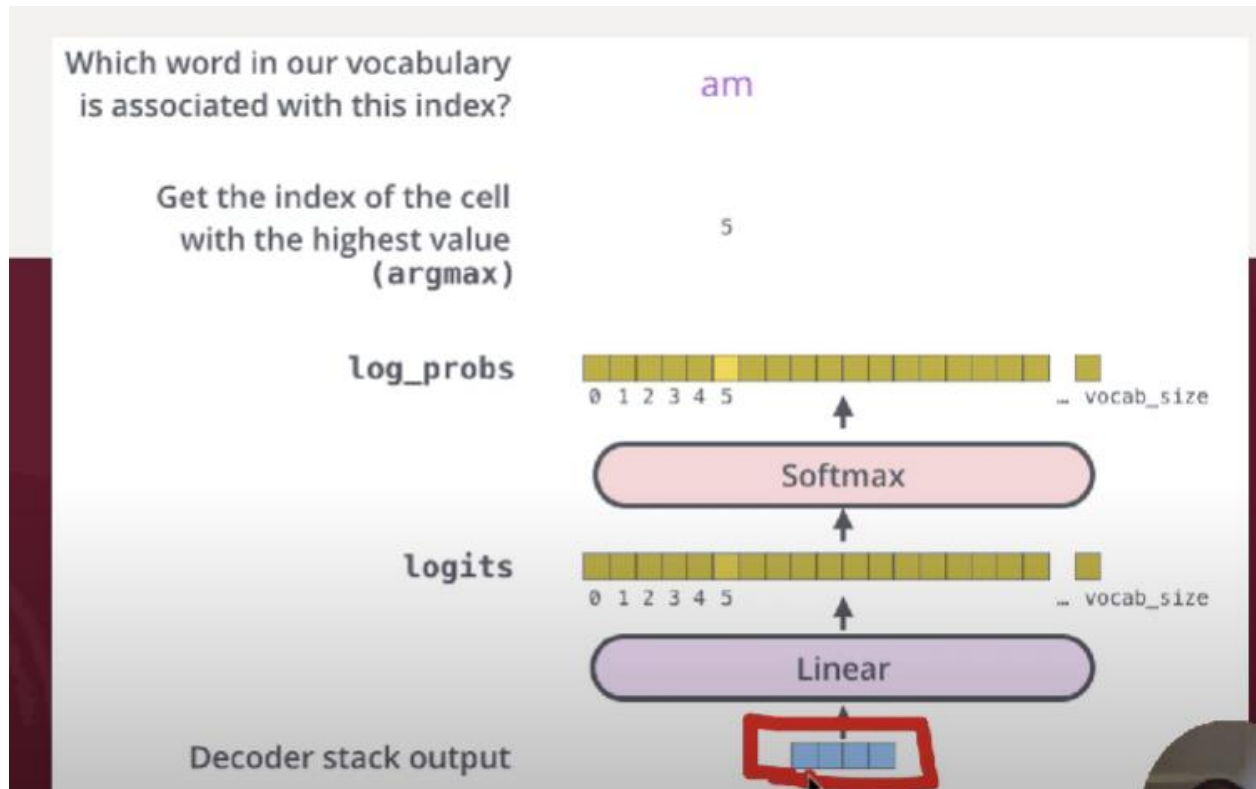 Which word in our vocabulary
is associated with this index?
am
Get the index of the cell
with the highest value
(argmax)
5
log_probs
0 1 2 3 4 5 … vocab_size
Softmax
logits
0 1 2 3 4 5 … vocab_size
Linear
Decoder stack output